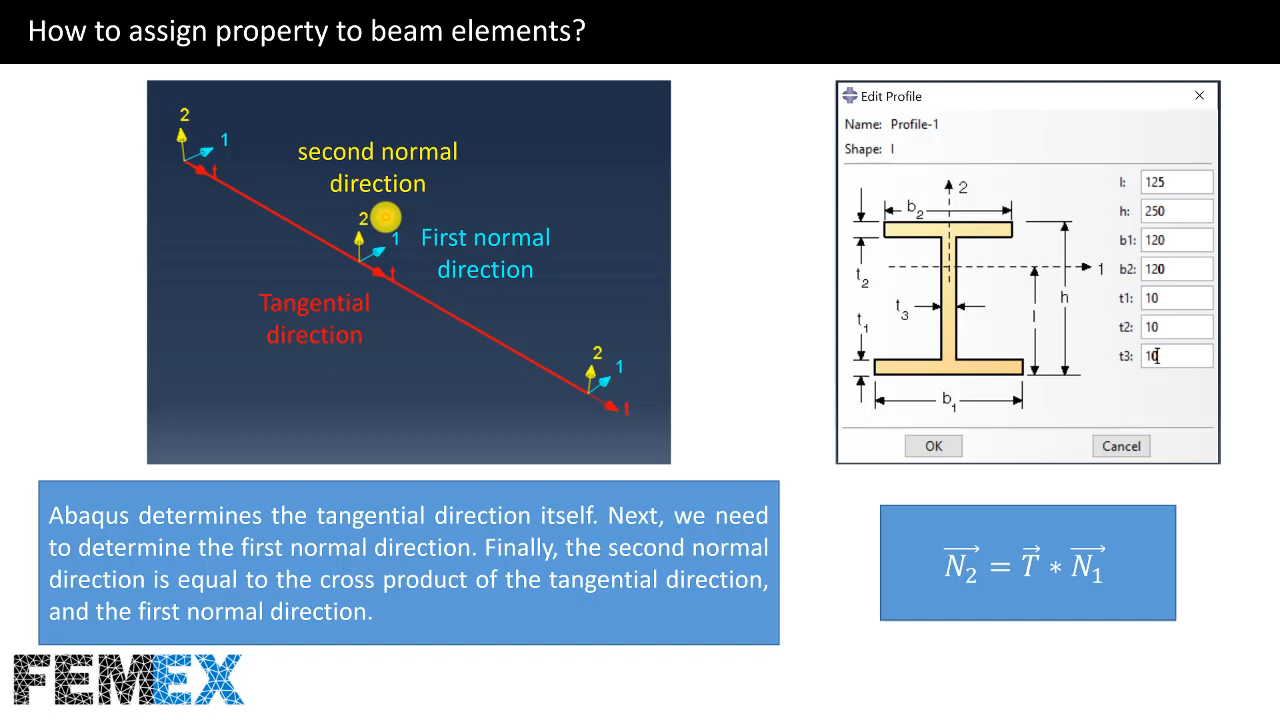 How to assign property to beam elements?
2
1
t
second normal
direction
2
1
t
First normal
direction
Tangential
direction
2
1
t
Edit Profile
Name: Profile-1
Shape: I
2
b2
1
t2
t3
h
l
t1
b1
l: 125
h: 250
b1: 120
b2: 120
t1: 10
t2: 10
t3: 10
OK
Cancel
Abaqus determines the tangential direction itself. Next, we need
to determine the first normal direction. Finally, the second normal
direction is equal to the cross product of the tangential direction,
and the first normal direction.
N₂ = T * N₁
FEMEX